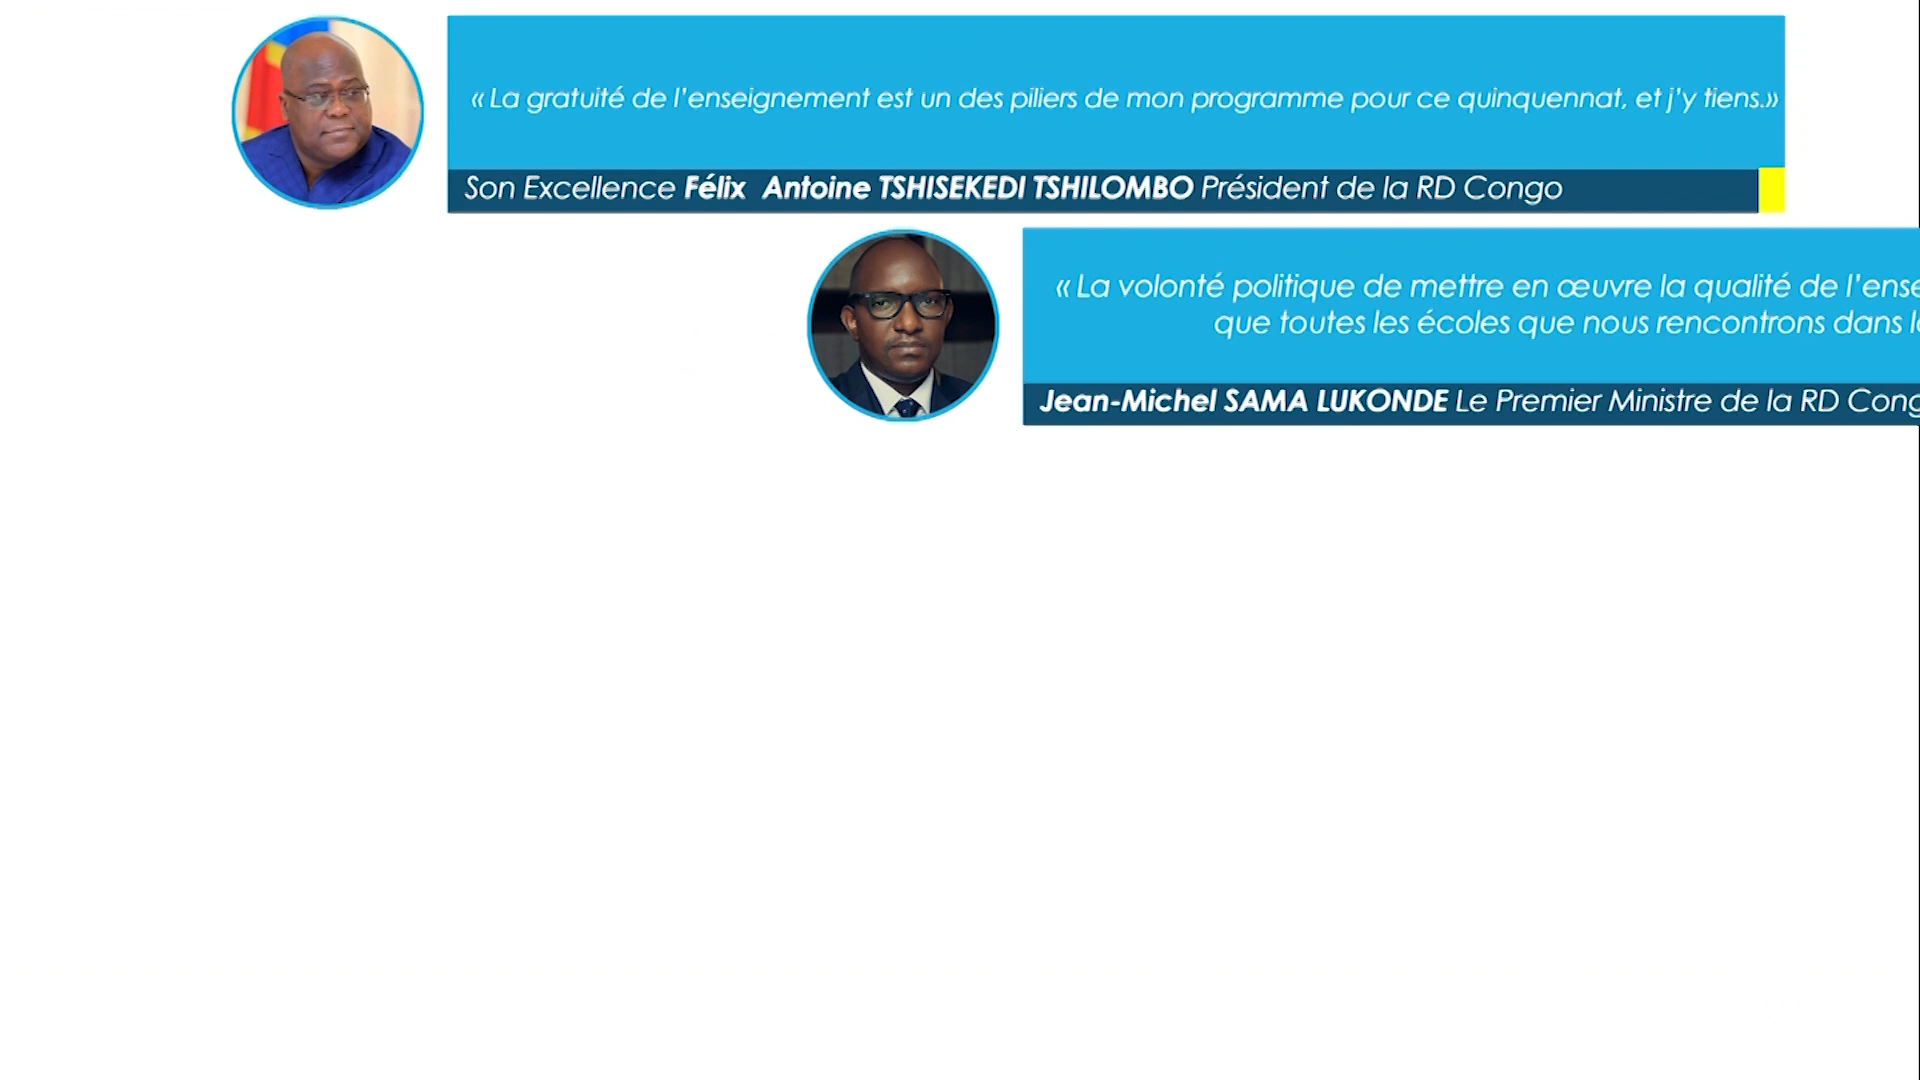 « La gratuité de l’enseignement est un des piliers de mon programme pour ce quinquennat, et j’y tiens.»
Son Excellence Félix Antoine TSHISEKEDI TSHILOMBO Président de la RD Congo
« La volonté politique de mettre en œuvre la qualité de l’ense
que toutes les écoles que nous rencontrons dans l
Jean-Michel SAMA LUKONDE Le Premier Ministre de la RD Cong